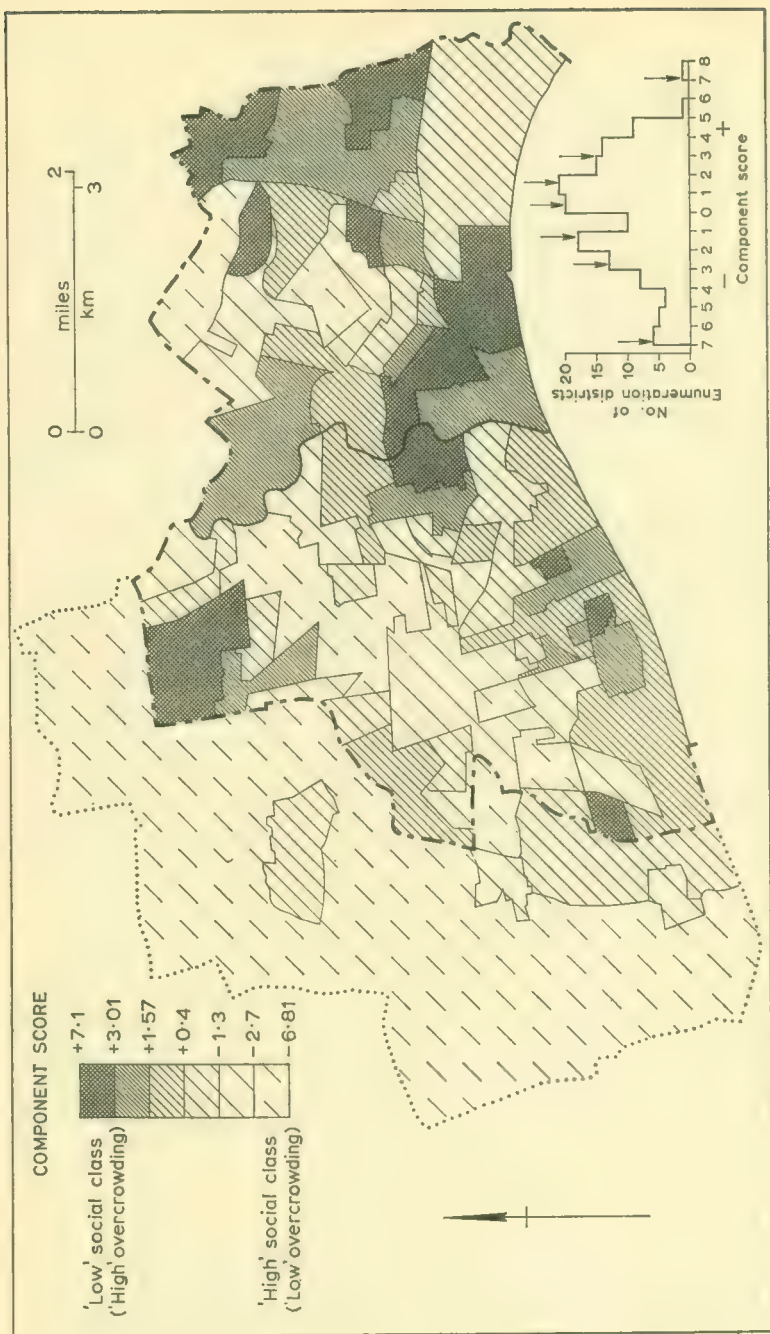 COMPONENT SCORE
'Low' social class
('High' overcrowding)
+7·1
+3·01
+1·57
+0·4
−1·3
−2·7
−6·81
'High' social class
('Low' overcrowding)
0 miles 2
0 km 3
No. of
Enumeration districts
20
15
10
5
0
7 6 5 4 3 2 1 0 1 2 3 4 5 6 7 8
− +
Component score